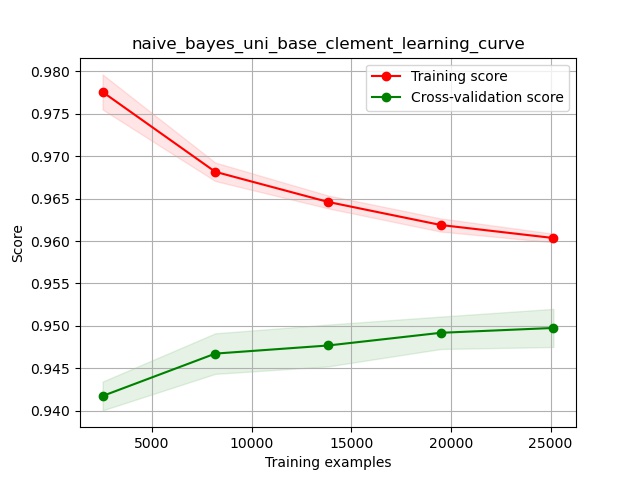 naive_bayes_uni_base_clement_learning_curve
Training score
Cross-validation score
0.980
0.975
0.970
0.965
0.960
0.955
0.950
0.945
0.940
Score
5000 10000 15000 20000 25000
Training examples